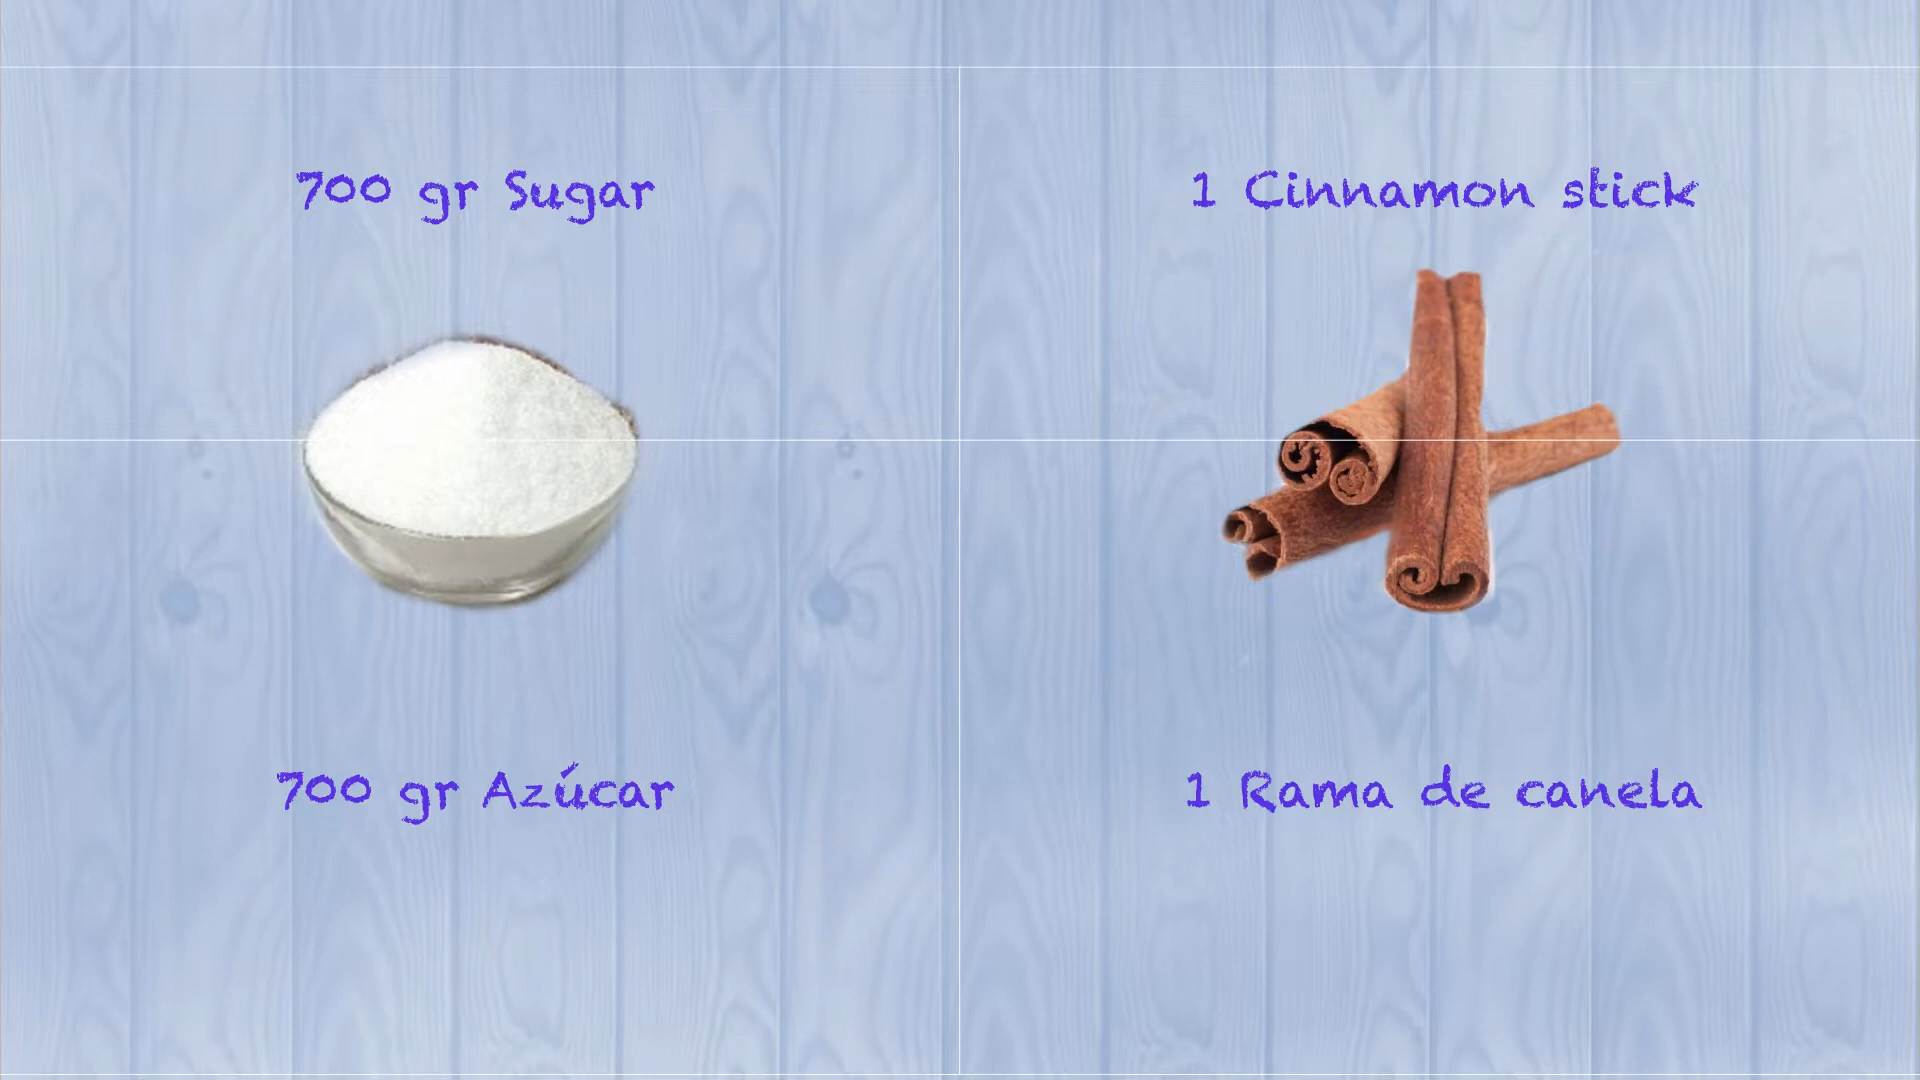 700 gr Sugar
1 Cinnamon stick
700 gr Azúcar
1 Rama de canela